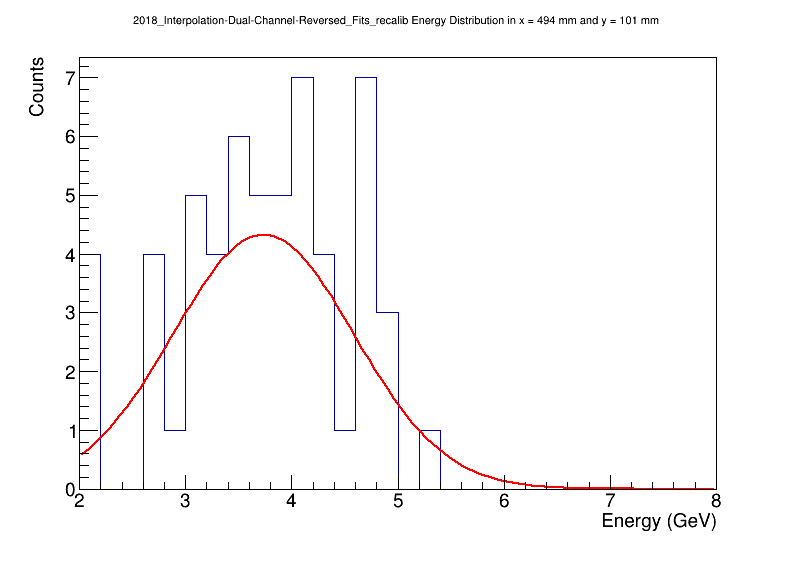 2018_Interpolation-Dual-Channel-Reversed_Fits_recalib Energy Distribution in x = 494 mm and y = 101 mm
Counts
7
6
5
4
3
2
1
0
2 3 4 5 6 7 8
Energy (GeV)